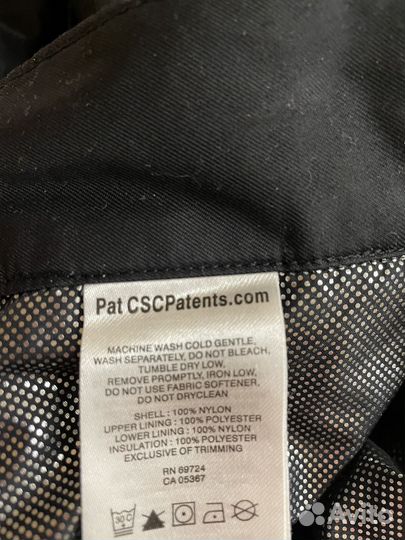 Pat CSCPatents.com
MACHINE WASH COLD GENTLE,
WASH SEPARATELY, DO NOT BLEACH,
TUMBLE DRY LOW,
REMOVE PROMPTLY, IRON LOW,
DO NOT USE FABRIC SOFTENER,
DO NOT DRYCLEAN
SHELL : 100% NYLON
UPPER LINING : 100% POLYESTER
LOWER LINING : 100% NYLON
INSULATION : 100% POLYESTER
EXCLUSIVE OF TRIMMING
RN 69724
CA 05367
30 C
Avito